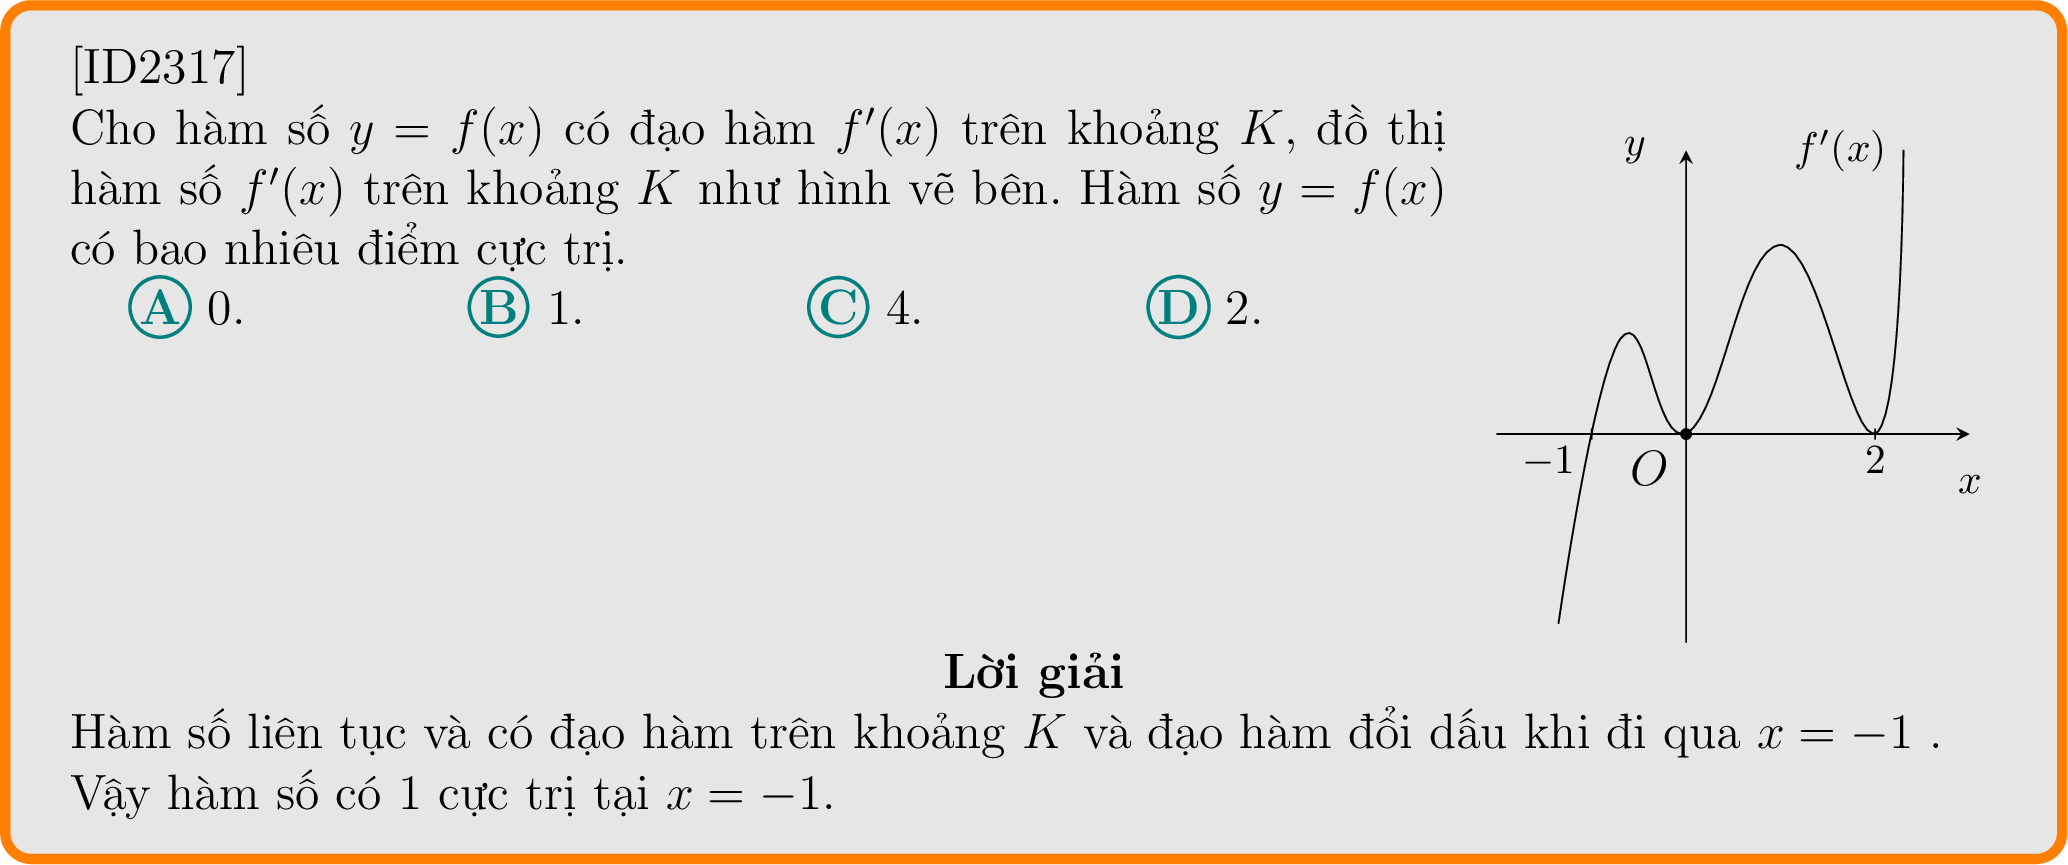 [ID2317]
Cho hàm số y = f(x) có đạo hàm f′(x) trên khoảng K, đồ thị
hàm số f′(x) trên khoảng K như hình vẽ bên. Hàm số y = f(x)
có bao nhiêu điểm cực trị.
A 0. B 1. C 4. D 2.
y f′(x)
−1 O 2
x
Lời giải
Hàm số liên tục và có đạo hàm trên khoảng K và đạo hàm đổi dấu khi đi qua x = −1 .
Vậy hàm số có 1 cực trị tại x = −1.